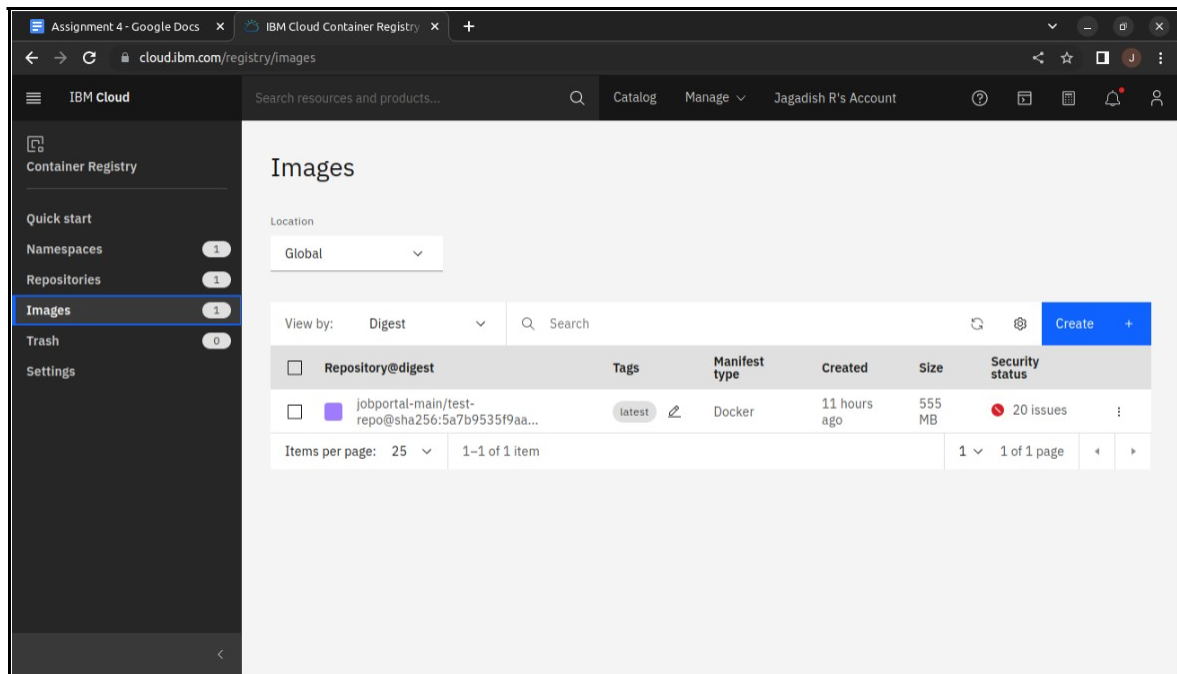 Assignment 4 - Google Docs
IBM Cloud Container Registry
cloud.ibm.com/registry/images
J
IBM Cloud
Search resources and products...
Catalog
Manage
Jagadish R's Account
Container Registry
Quick start
Namespaces 1
Repositories 1
Images 1
Trash 0
Settings
Images
Location
Global
View by: Digest
Search
Create +
Repository@digest Tags Manifest type Created Size Security status
jobportal-main/test-
repo@sha256:5a7b9535f9aa...
latest
Docker
11 hours
ago
555
MB
20 issues
Items per page: 25
1–1 of 1 item
1
1 of 1 page